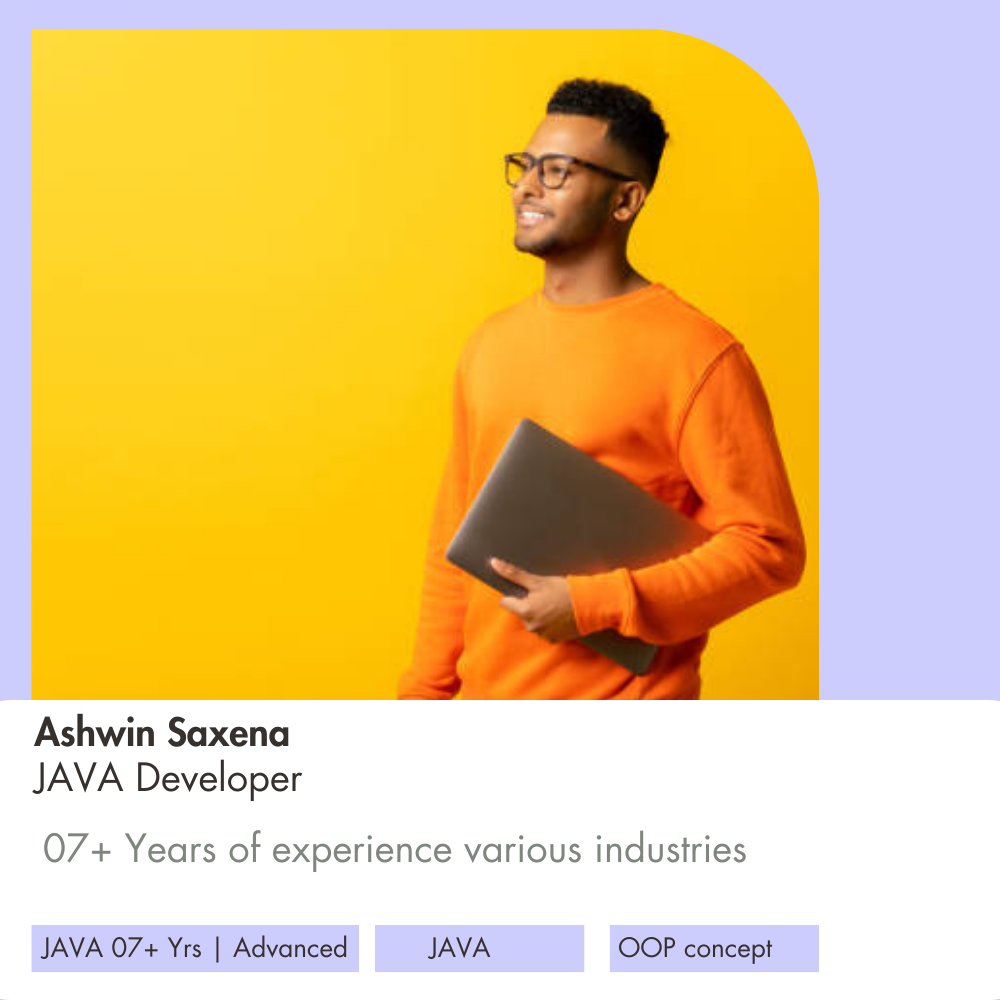 Ashwin Saxena
JAVA Developer
07+ Years of experience various industries
JAVA 07+ Yrs | Advanced
JAVA
OOP concept